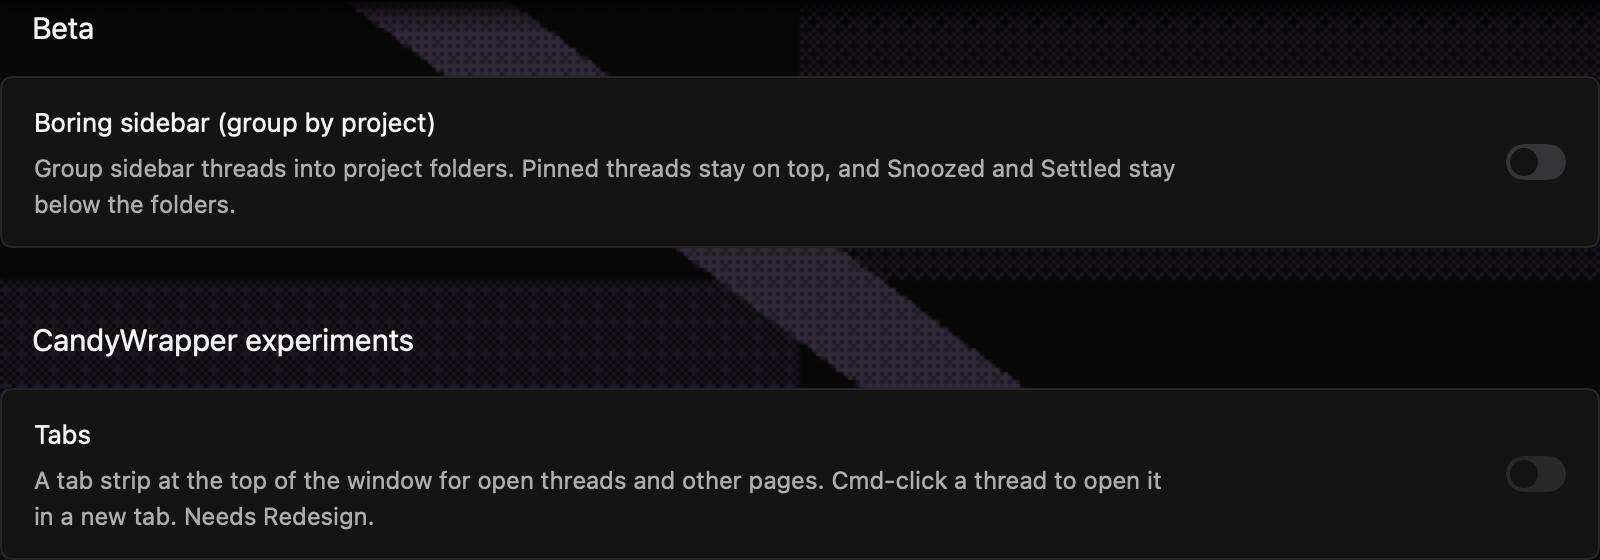 Beta
Boring sidebar (group by project)
Group sidebar threads into project folders. Pinned threads stay on top, and Snoozed and Settled stay
below the folders.
CandyWrapper experiments
Tabs
A tab strip at the top of the window for open threads and other pages. Cmd-click a thread to open it
in a new tab. Needs Redesign.